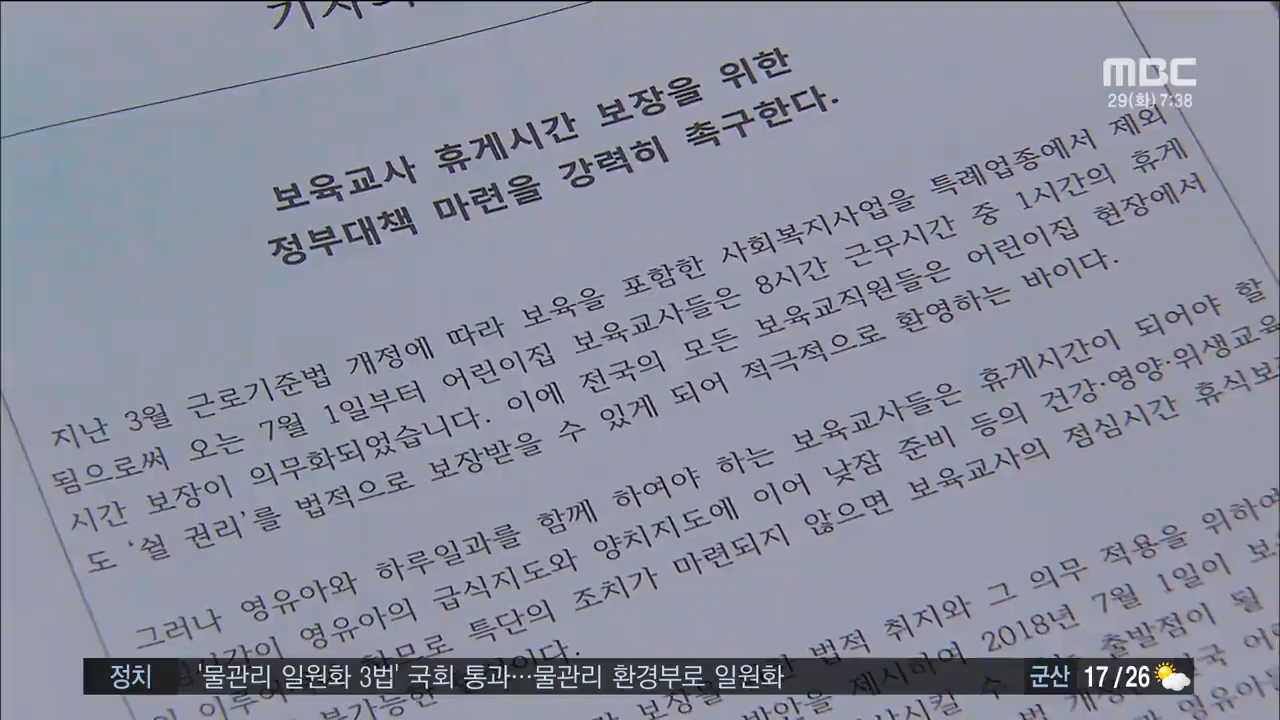 MBC
29(화) 7:38
보육교사 휴게시간 보장을 위한
정부대책 마련을 강력히 촉구한다.
지난 3월 근로기준법 개정에 따라 보육을 포함한 사회복지사업을 특례업종에서 제외
됨으로써 오는 7월 1일부터 어린이집 보육교사들은 8시간 근무시간 중 1시간의 휴게
시간 보장이 의무화되었습니다. 이에 전국의 모든 보육교직원들은 어린이집 현장에서
도 '쉴 권리'를 법적으로 보장받을 수 있게 되어 적극적으로 환영하는 바이다.
그러나 영유아와 하루일과를 함께 하여야 하는 보육교사들은 휴게시간이 되어야 할
영유아의 급식지도와 양치지도에 이어 낮잠 준비 등의 건강·영양·위생교육
특단의 조치가 마련되지 않으면 보육교사의 점심시간 휴식보
법적 취지와 그 의무 적용을 위하여
제시하여 2018년 7월 1일이
출발점이 될
정치 '물관리 일원화 3법' 국회 통과…물관리 환경부로 일원화
군산 17 / 26